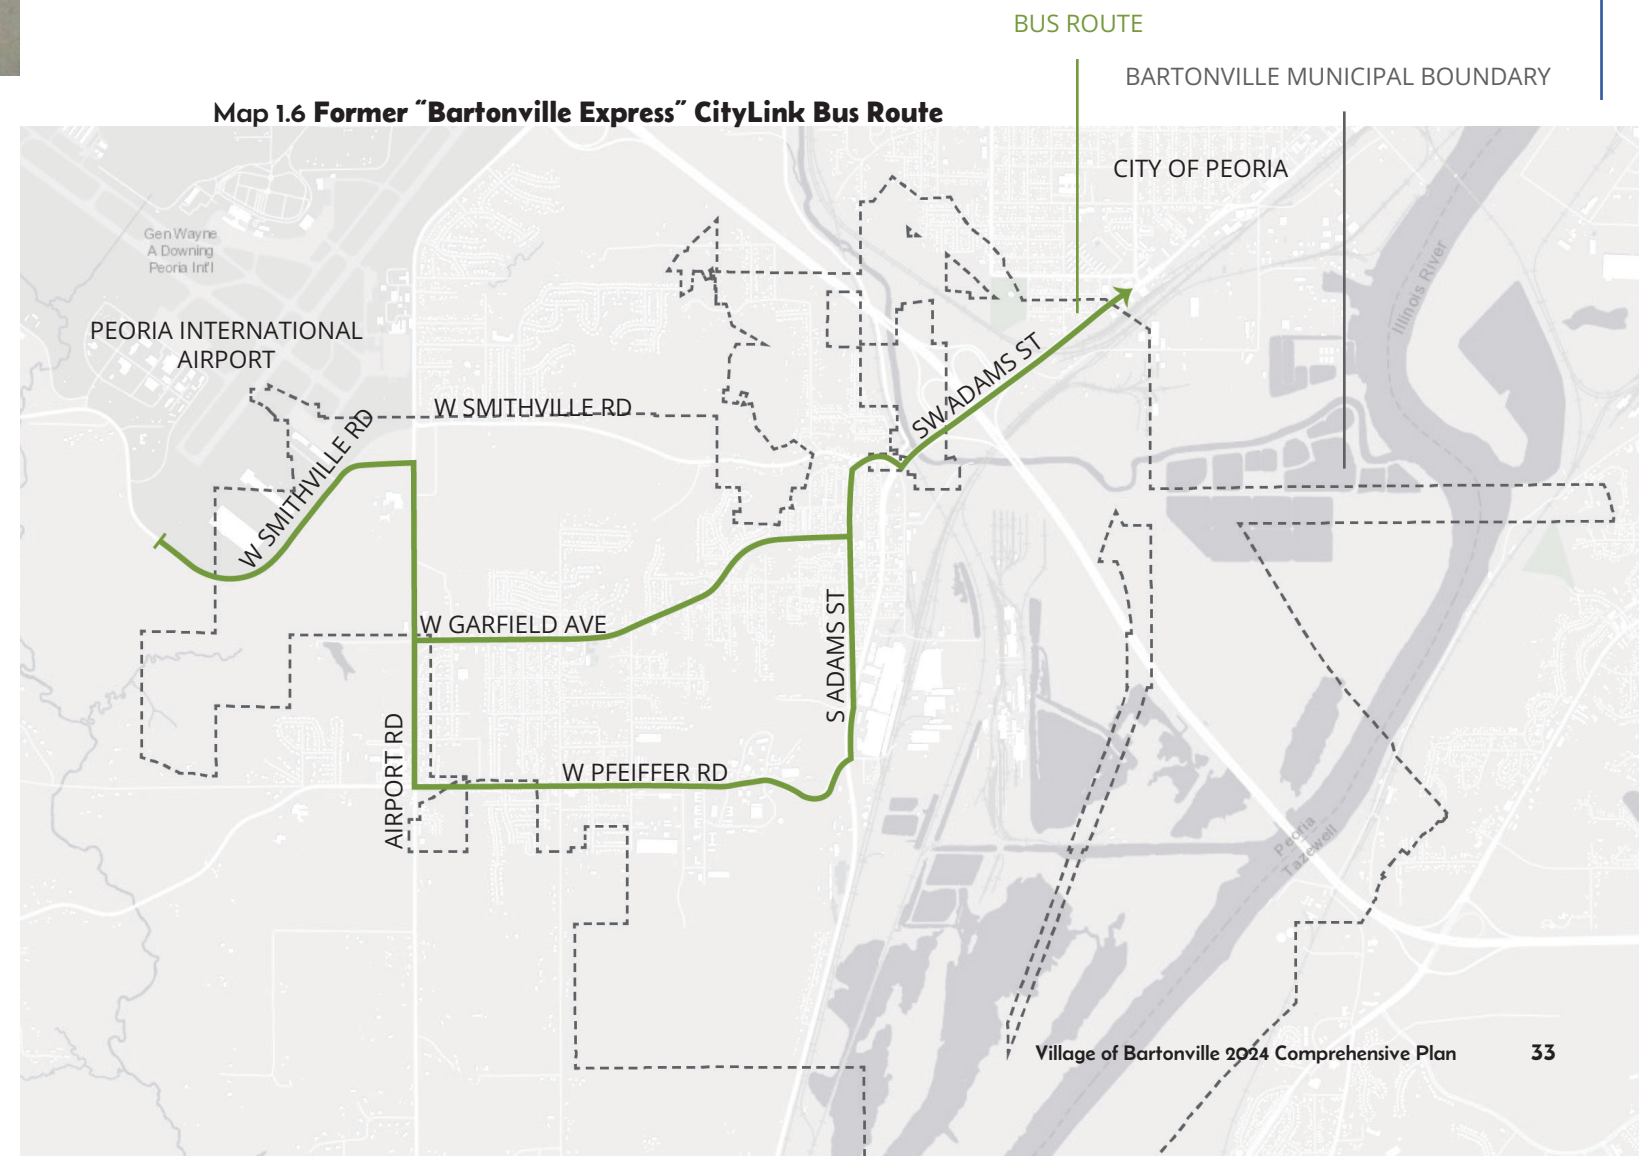 BUS ROUTE
BARTONVILLE MUNICIPAL BOUNDARY
Map 1.6 Former “Bartonville Express” CityLink Bus Route
CITY OF PEORIA
Gen Wayne
A Downing
Peoria Int'l
Illinois River
PEORIA INTERNATIONAL
AIRPORT
W SMITHVILLE RD
SW ADAMS ST
W SMITHVILLE RD
W GARFIELD AVE
S ADAMS ST
AIRPORT RD
W PFEIFFER RD
Peoria
Tazewell
Village of Bartonville 2024 Comprehensive Plan 33